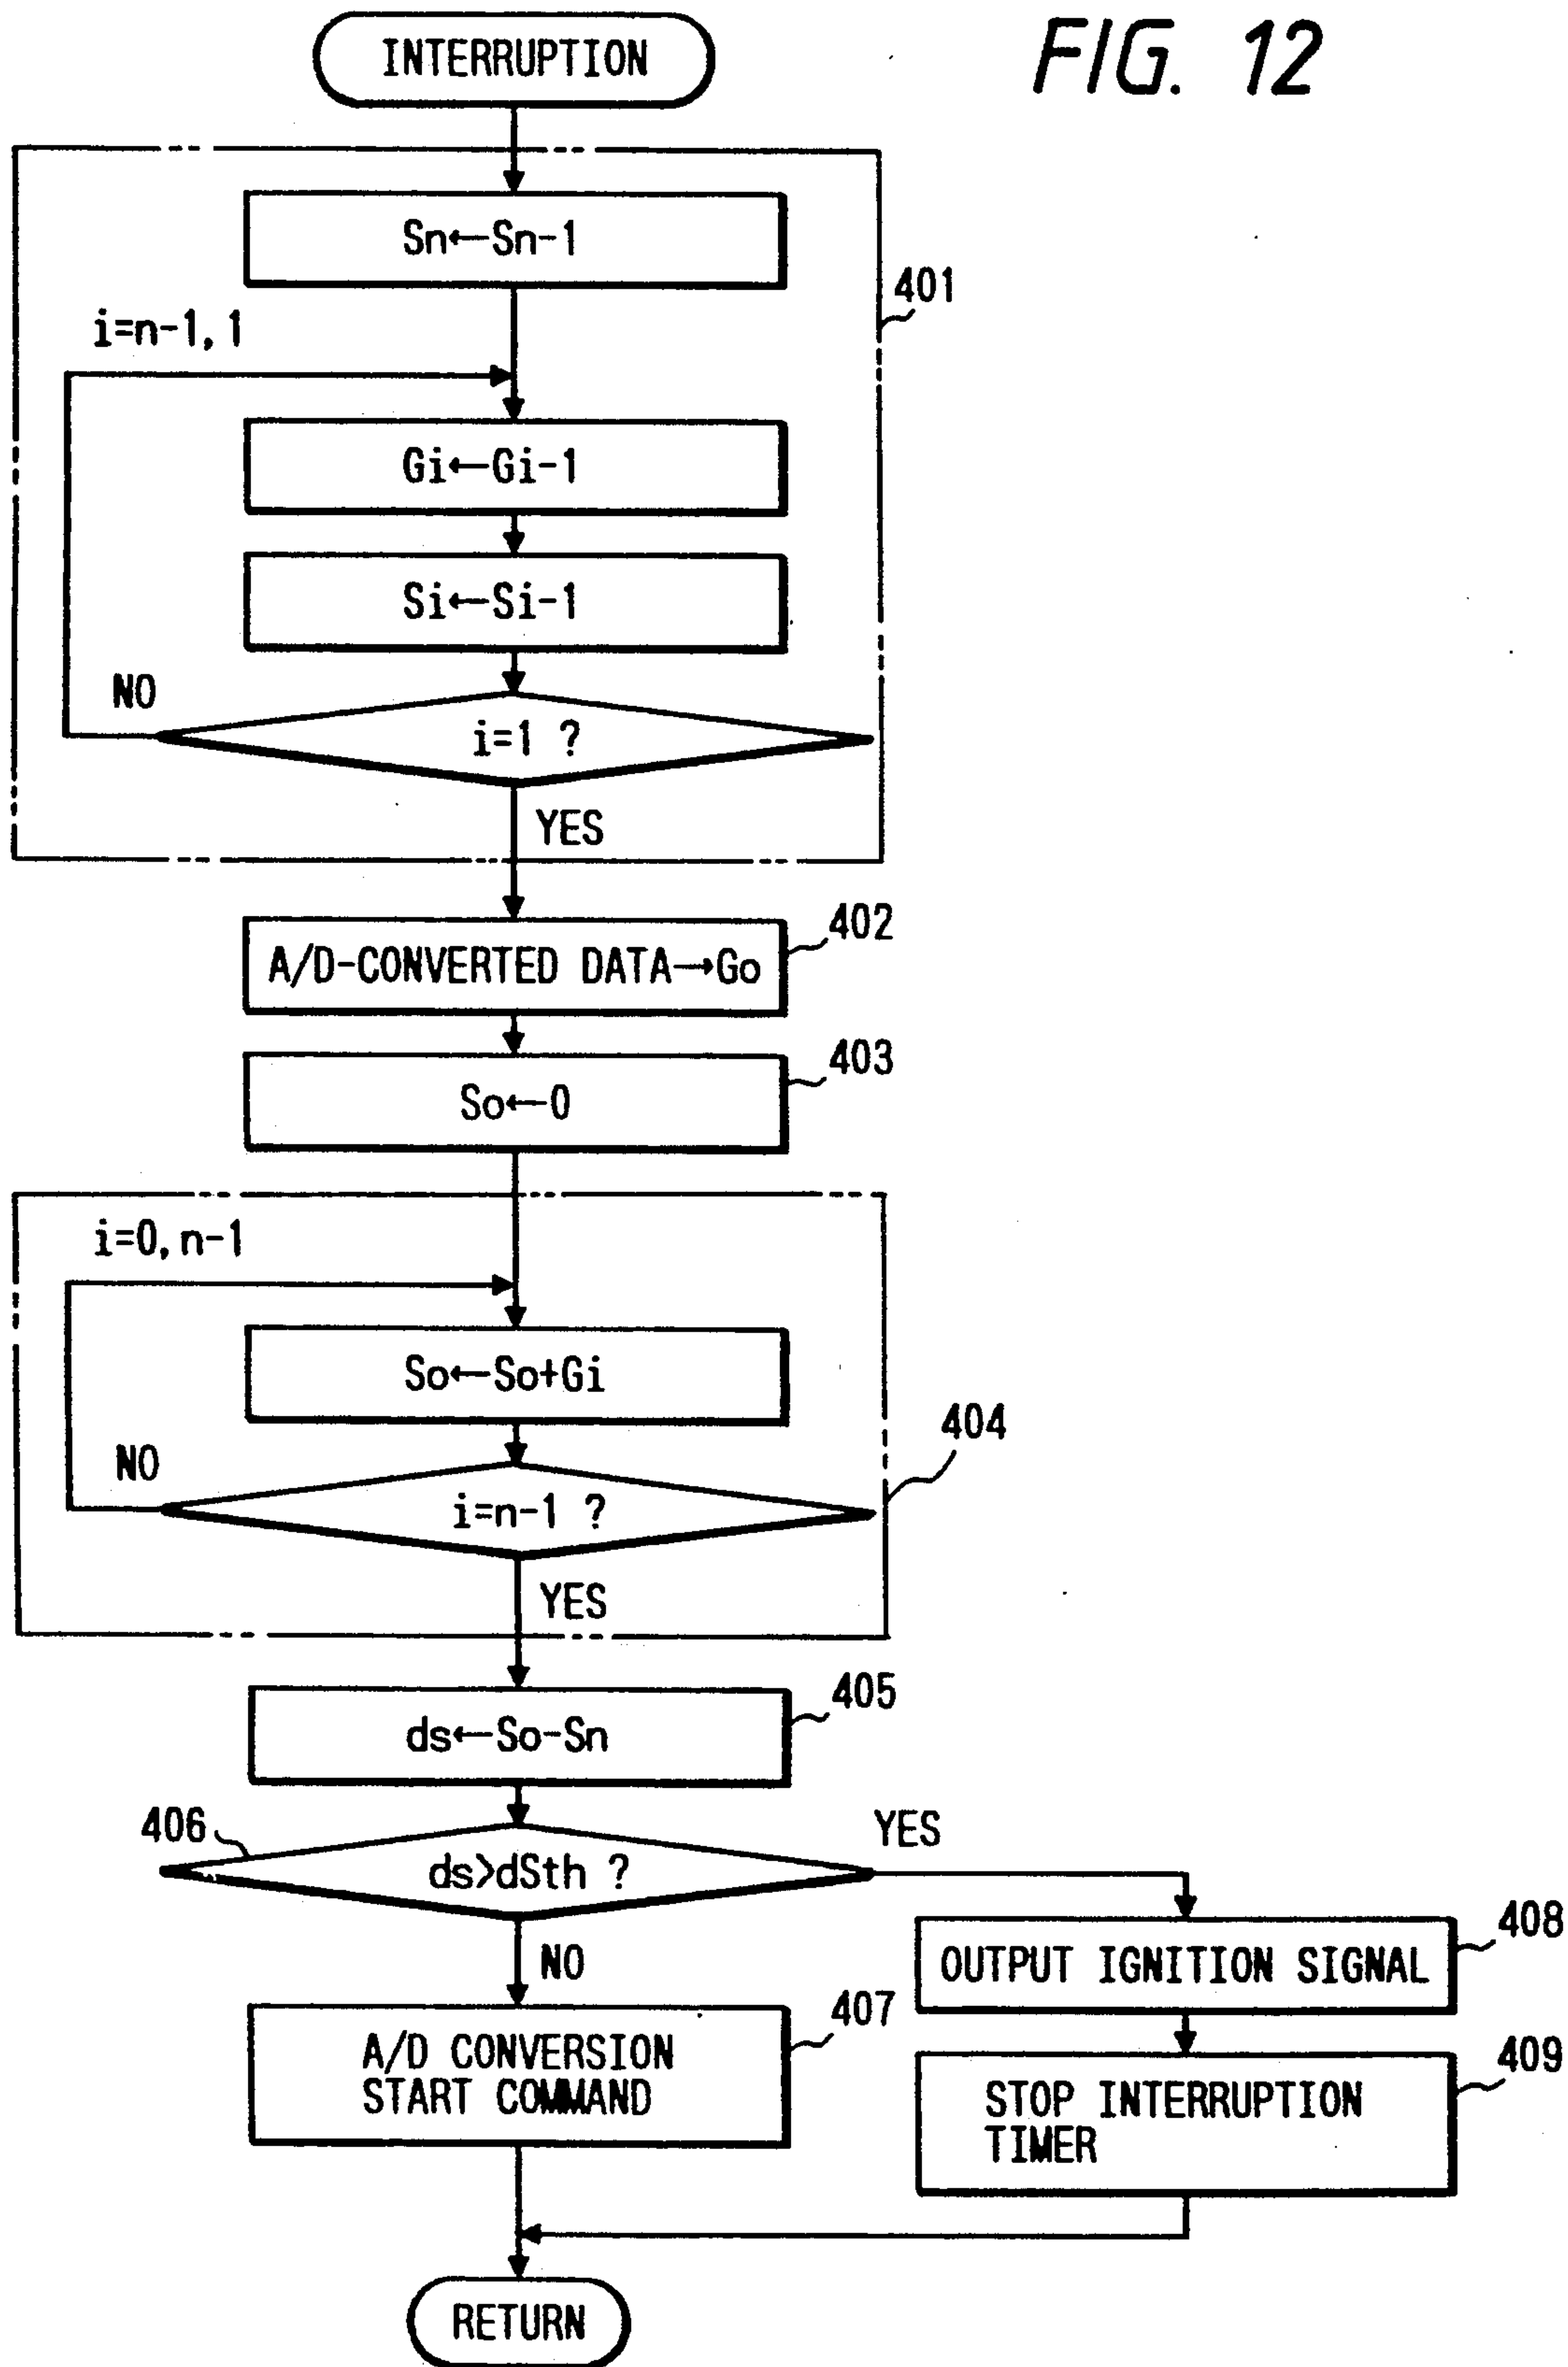 FIG. 12
INTERRUPTION
Sn←Sn-1
401
i=n-1, 1
Gi←Gi-1
Si←Si-1
NO
i=1 ?
YES
402
A/D-CONVERTED DATA→Go
403
So←0
i=0, n-1
So←So+Gi
404
NO
i=n-1 ?
YES
405
ds←So-Sn
406
YES
ds>dSth ?
408
NO
OUTPUT IGNITION SIGNAL
407
409
A/D CONVERSION
START COMMAND
STOP INTERRUPTION
TIMER
RETURN